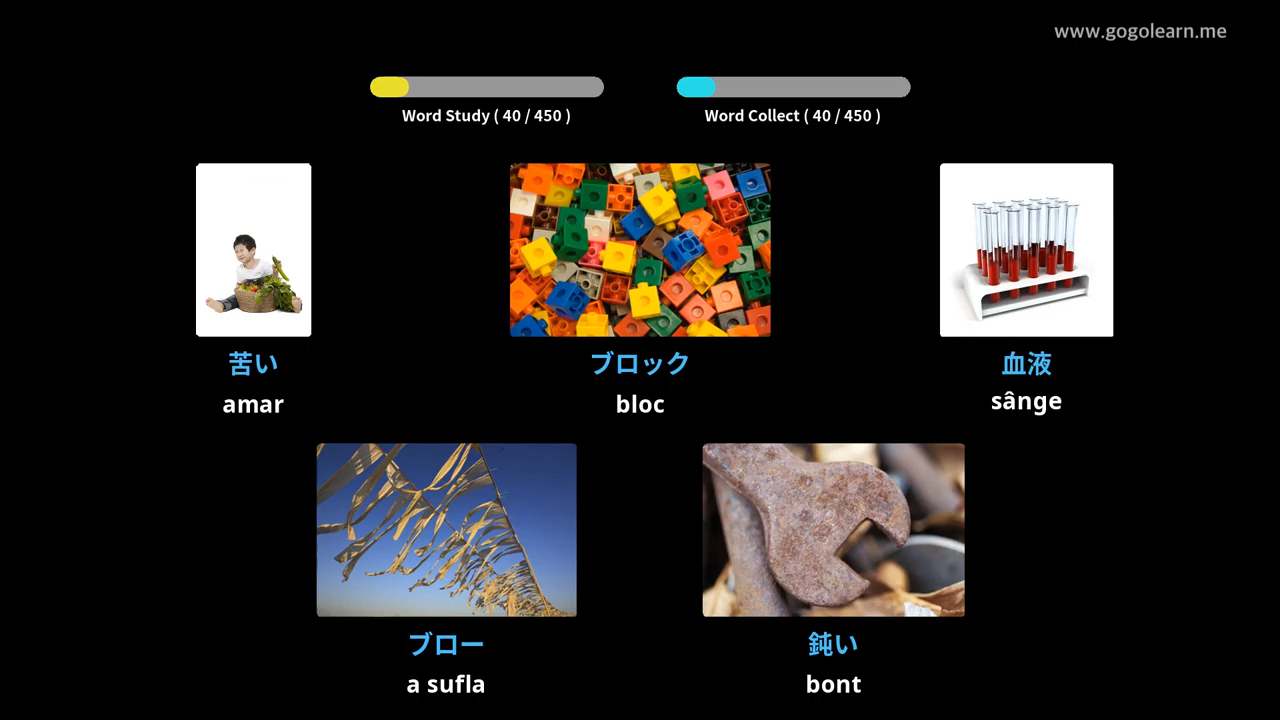 www.gogolearn.me
Word Study ( 40 / 450 )
Word Collect ( 40 / 450 )
苦い
amar
ブロック
bloc
血液
sânge
ブロー
a sufla
鈍い
bont